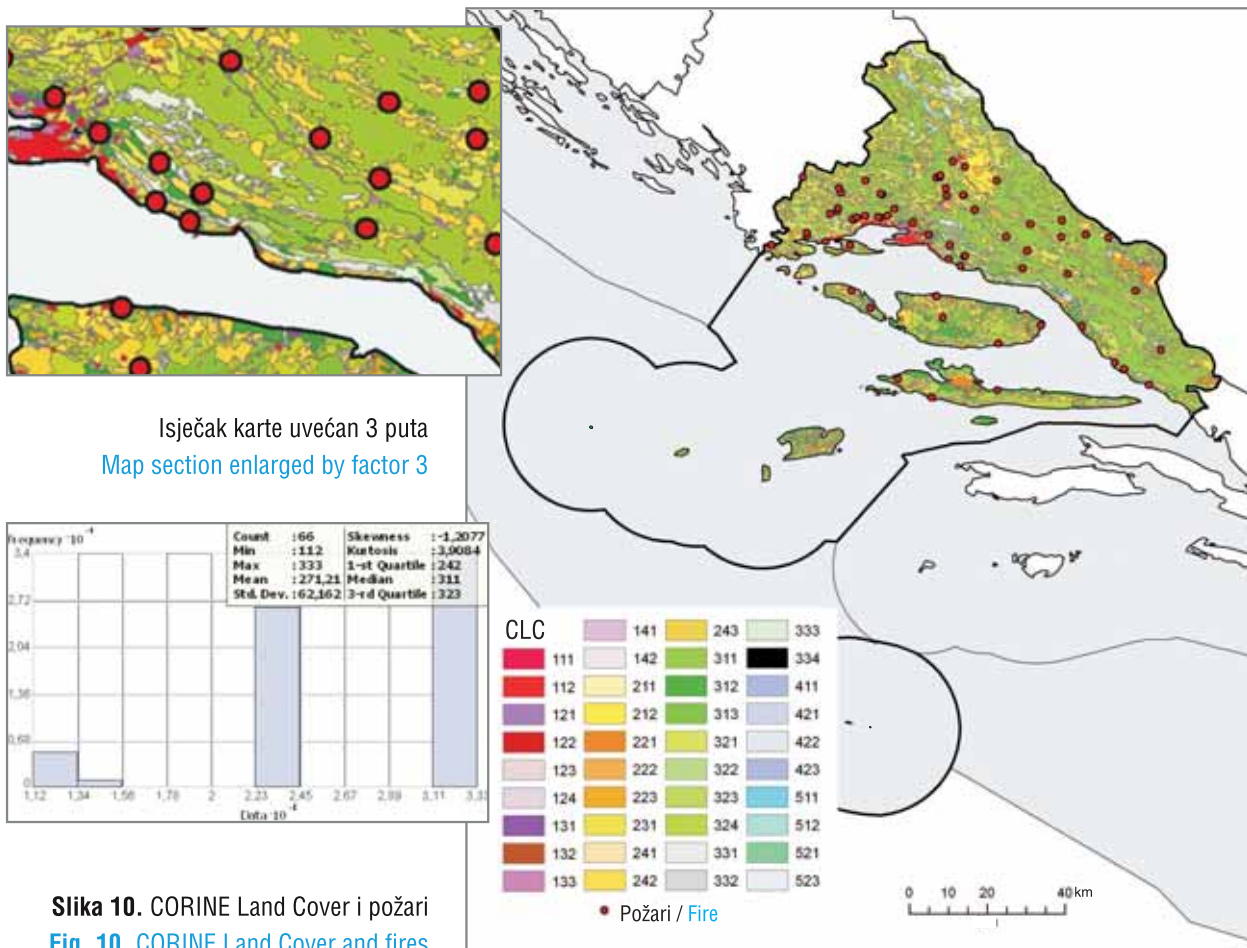 Isječak karte uvećan 3 puta
Map section enlarged by factor 3
Frequency ·10⁻⁴
Count : 66 Skewness : -1,2077
Min : 112 Kurtosis : 3,9084
Max : 333 1-st Quartile : 242
Mean : 271,21 Median : 311
Std. Dev. : 62,162 3-rd Quartile : 323
3,4
2,72
2,04
1,36
0,68
0
1,12 1,34 1,56 1,78 2 2,23 2,45 2,67 2,89 3,11 3,33
Data ·10⁻⁴
Slika 10. CORINE Land Cover i požari
Fig. 10. CORINE Land Cover and fires
CLC
141 243 333
111 142 311 334
112 211 312 411
121 212 313 421
122 221 321 422
123 222 322 423
124 223 323 511
131 231 324 512
132 241 331 521
133 242 332 523
Požari / Fire
0 10 20 40 km